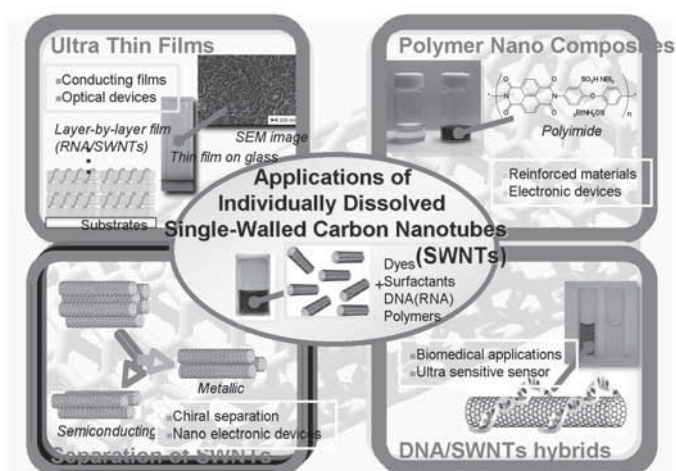 Ultra Thin Films
Conducting films
Optical devices
Layer-by-layer film
(RNA/SWNTs)
SEM image
Thin film on glass
Substrates
Polymer Nano Composites
Polyimide
Reinforced materials
Electronic devices
Applications of
Individually Dissolved
Single-Walled Carbon Nanotubes
(SWNTs)
+
Dyes
Surfactants
DNA(RNA)
Polymers
Metallic
Semiconducting
Chiral separation
Nano electronic devices
Separation of SWNTs
Biomedical applications
Ultra sensitive sensor
DNA/SWNTs hybrids